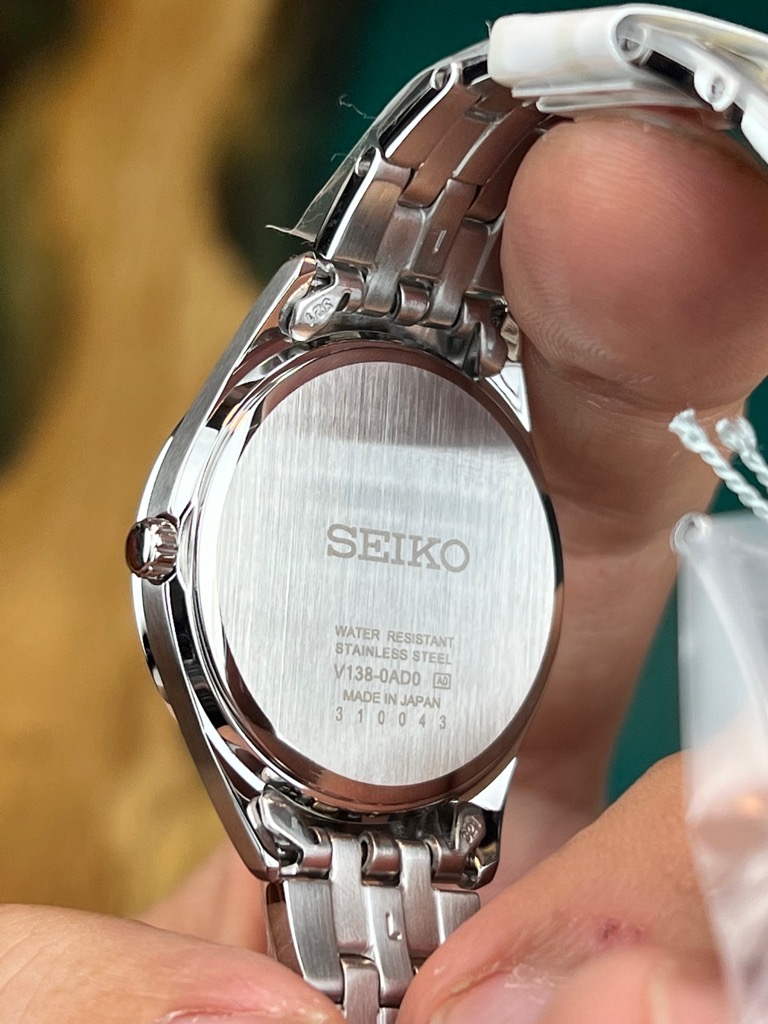 SEIKO
WATER RESISTANT
STAINLESS STEEL
V138-0AD0 A0
MADE IN JAPAN
310043